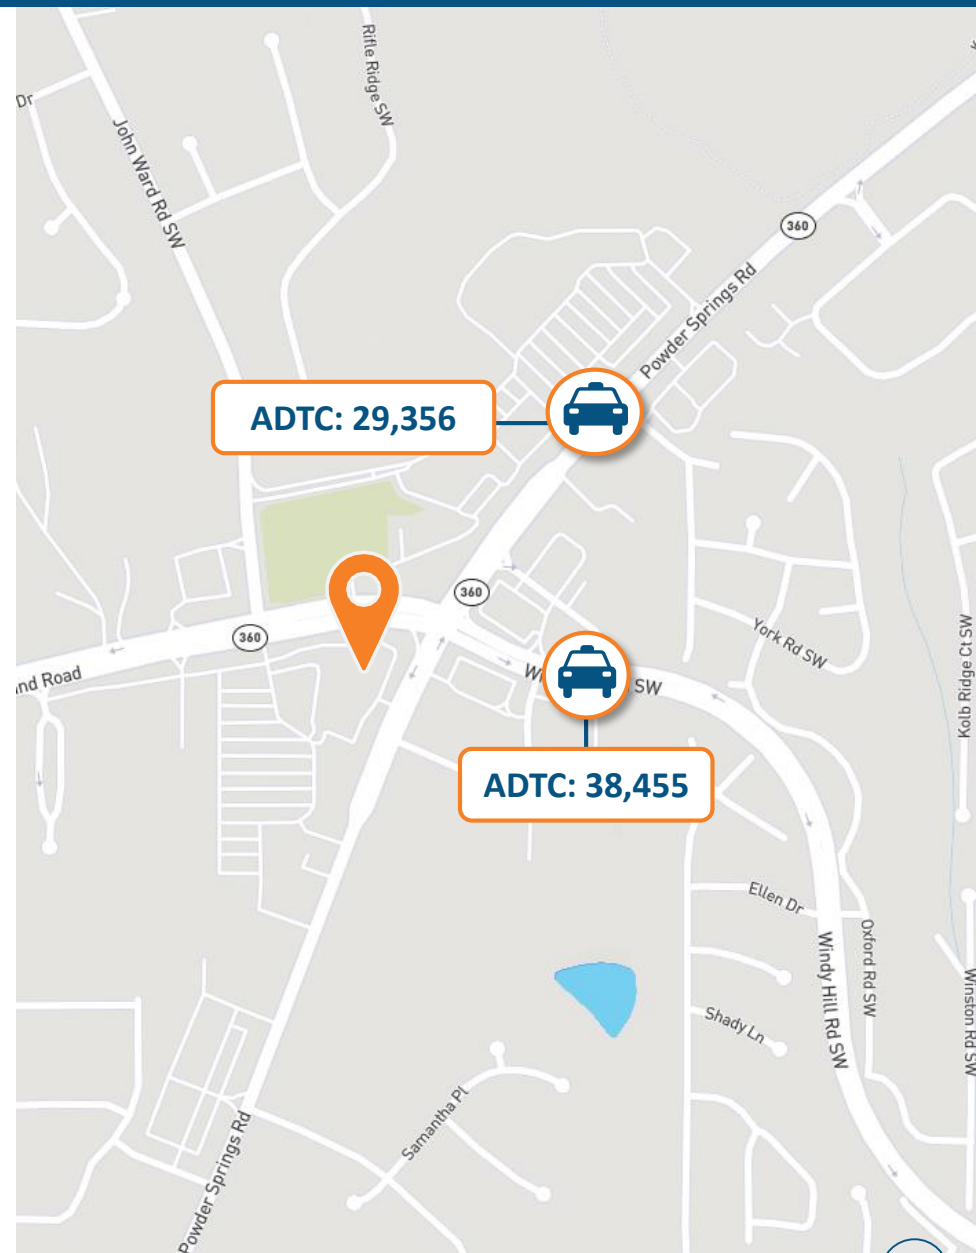 Dr
Rifle Ridge SW
John Ward Rd SW
360
Powder Springs Rd
ADTC: 29,356
360
360
York Rd SW
Kolb Ridge Ct SW
nd Road
SW
ADTC: 38,455
Ellen Dr
Oxford Rd SW
Windy Hill Rd SW
Winston Rd SW
Shady Ln
Samantha Pl
Powder Springs Rd